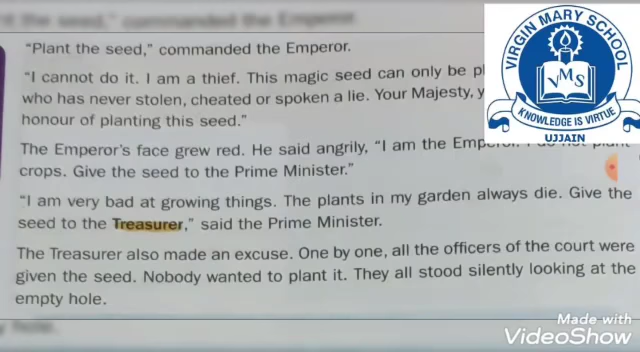 "Plant the seed," commanded the Emperor.
"I cannot do it. I am a thief. This magic seed can only be
who has never stolen, cheated or spoken a lie. Your Majesty,
honour of planting this seed."
The Emperor's face grew red. He said angrily, "I am the
crops. Give the seed to the Prime Minister."
"I am very bad at growing things. The plants in my garden always die. Give the
seed to the Treasurer," said the Prime Minister.
The Treasurer also made an excuse. One by one, all the officers of the court were
given the seed. Nobody wanted to plant it. They all stood silently looking at the
empty hole.
VIRGIN MARY SCHOOL
VMS
KNOWLEDGE IS VIRTUE
UJJAIN
Made with
VideoShow